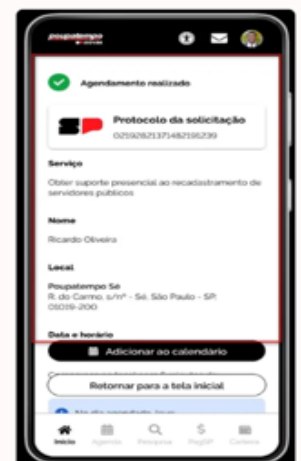 poupatempo
Agendamento realizado
SP
Protocolo da solicitação
Serviço
Obter suporte presencial ao recadastramento de
servidores públicos
Nome
Ricardo Oliveira
Local
Poupatempo Sé
R. do Carmo, s/nº - Sé, São Paulo - SP,
01019-200
Data e horário
Adicionar ao calendário
Retornar para a tela inicial
Início
Agenda
Pesquisa
PagSP
Carteira